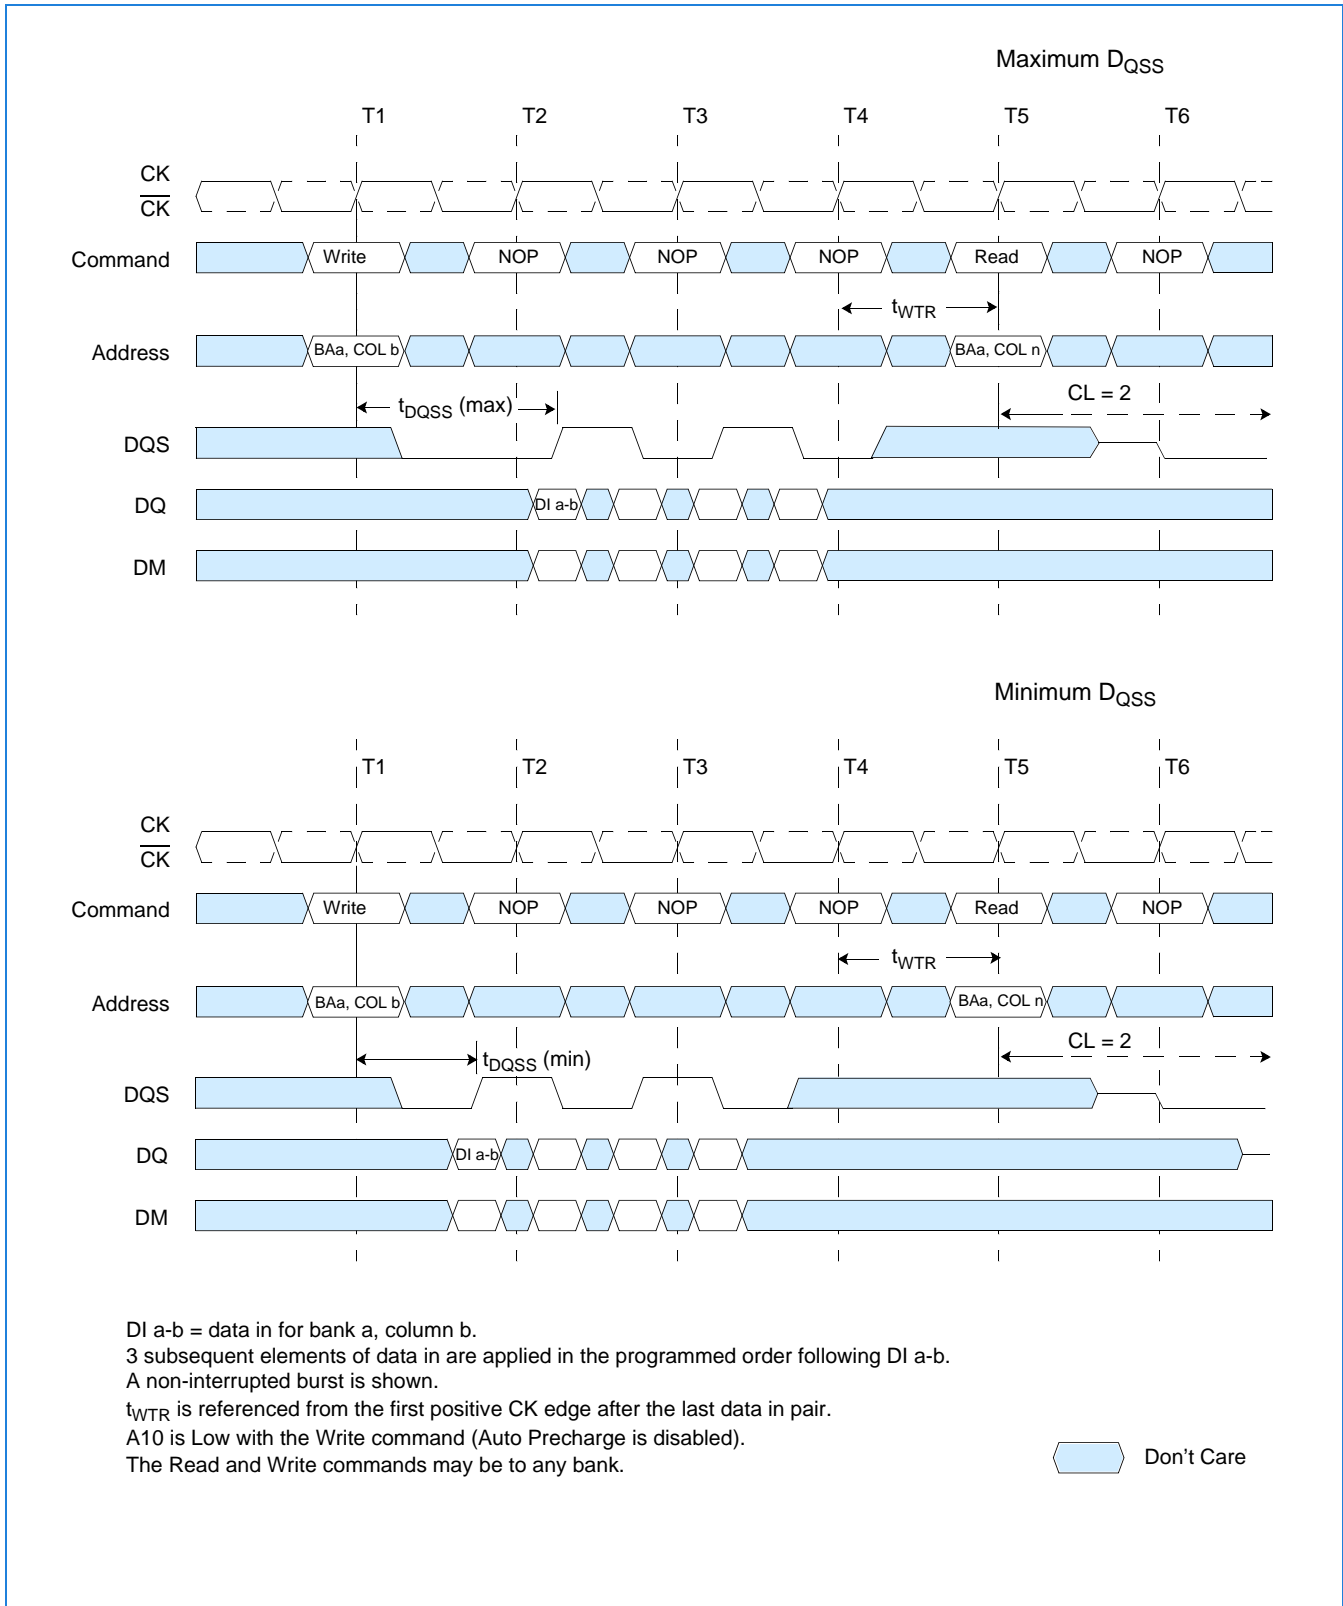 Maximum DQSS
T1 T2 T3 T4 T5 T6
CK
CK
Command Write NOP NOP NOP Read NOP
tWTR
Address BAa, COL b BAa, COL n
tDQSS (max) CL = 2
DQS
DQ DI a-b
DM
Minimum DQSS
T1 T2 T3 T4 T5 T6
CK
CK
Command Write NOP NOP NOP Read NOP
tWTR
Address BAa, COL b BAa, COL n
tDQSS (min) CL = 2
DQS
DQ DI a-b
DM
DI a-b = data in for bank a, column b.
3 subsequent elements of data in are applied in the programmed order following DI a-b.
A non-interrupted burst is shown.
tWTR is referenced from the first positive CK edge after the last data in pair.
A10 is Low with the Write command (Auto Precharge is disabled).
The Read and Write commands may be to any bank.
Don't Care